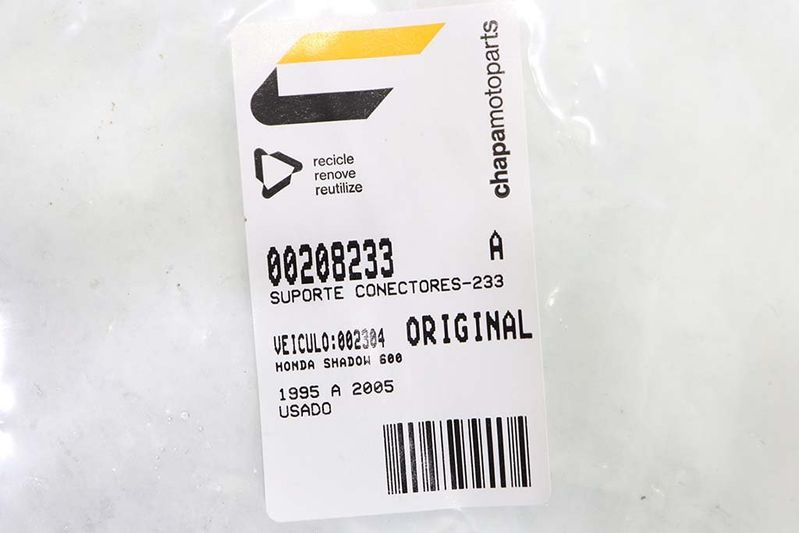 chapamotoparts
recicle
renove
reutilize
00208233 A
SUPORTE CONECTORES-233
VEICULO:002304 ORIGINAL
HONDA SHADOW 600
1995 A 2005
USADO